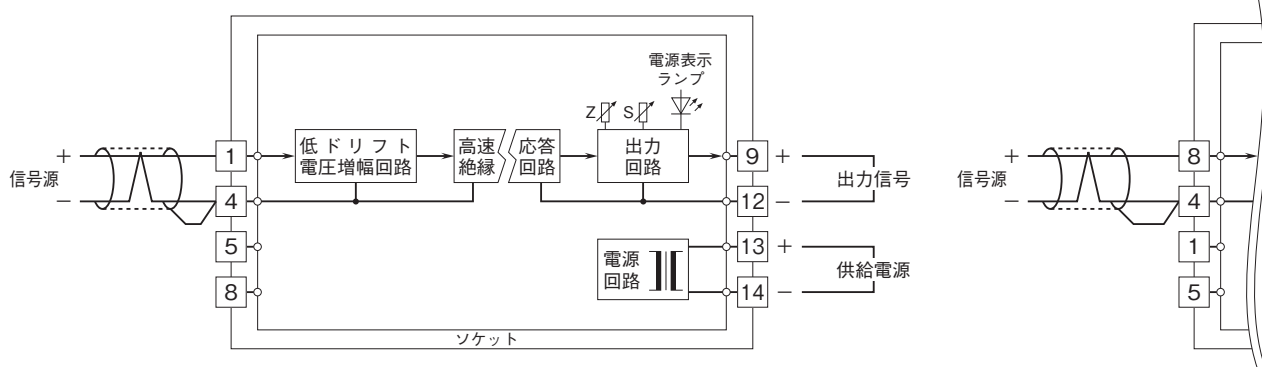 電源表示
ランプ
Z
S
低ドリフト
電圧増幅回路
高速
絶縁
応答
回路
出力
回路
信号源
+
−
1
4
5
8
9
+
12
−
出力信号
13
+
14
−
供給電源
電源
回路
ソケット
信号源
+
−
8
4
1
5